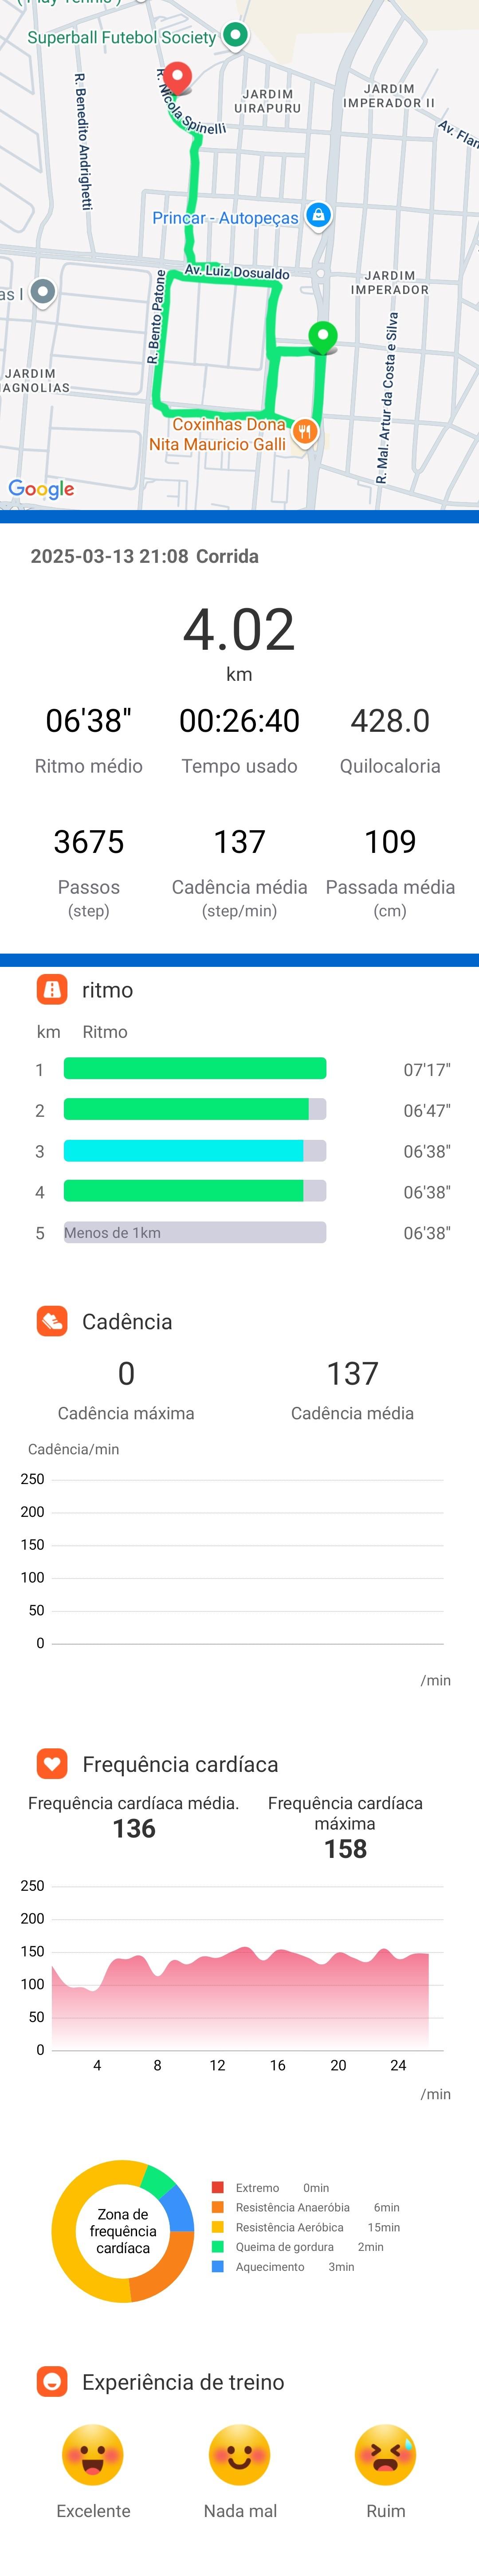 Superball Futebol Society
R. Nicola Spinelli
R. Benedito Andrighetti
JARDIM
UIRAPURU
JARDIM
IMPERADOR II
Princar - Autopeças
Av. Luiz Dosualdo
as I
R. Bento Patone
JARDIM
IMPERADOR
R. Mal. Artur da Costa e Silva
JARDIM
AGNOLIAS
Coxinhas Dona
Nita Mauricio Galli
Google
2025-03-13 21:08 Corrida
4.02
km
06'38" 00:26:40 428.0
Ritmo médio Tempo usado Quilocaloria
3675 137 109
Passos Cadência média Passada média
(step) (step/min) (cm)
ritmo
km Ritmo
1 07'17"
2 06'47"
3 06'38"
4 06'38"
5 Menos de 1km 06'38"
Cadência
0 137
Cadência máxima Cadência média
Cadência/min
250
200
150
100
50
0
/min
Frequência cardíaca
Frequência cardíaca média.
136
Frequência cardíaca
máxima
158
250
200
150
100
50
0
4 8 12 16 20 24
/min
Zona de
frequência
cardíaca
Extremo 0min
Resistência Anaeróbia 6min
Resistência Aeróbica 15min
Queima de gordura 2min
Aquecimento 3min
Experiência de treino
Excelente Nada mal Ruim